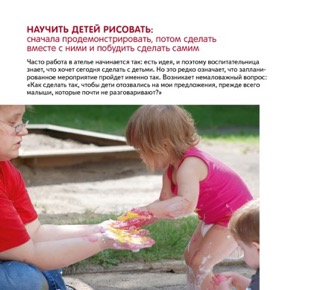 НАУЧИТЬ ДЕТЕЙ РИСОВАТЬ:
сначала продемонстрировать, потом сделать
вместе с ними и побудить сделать самим
Часто работа в ателье начинается так: есть идея, и поэтому воспитательница
знает, что хочет сегодня сделать с детьми. Но это редко означает, что заплани-
рованное мероприятие пройдет именно так. Возникает немаловажный вопрос:
«Как сделать так, чтобы дети отозвались на мои предложения, прежде всего
малыши, которые почти не разговаривают?»